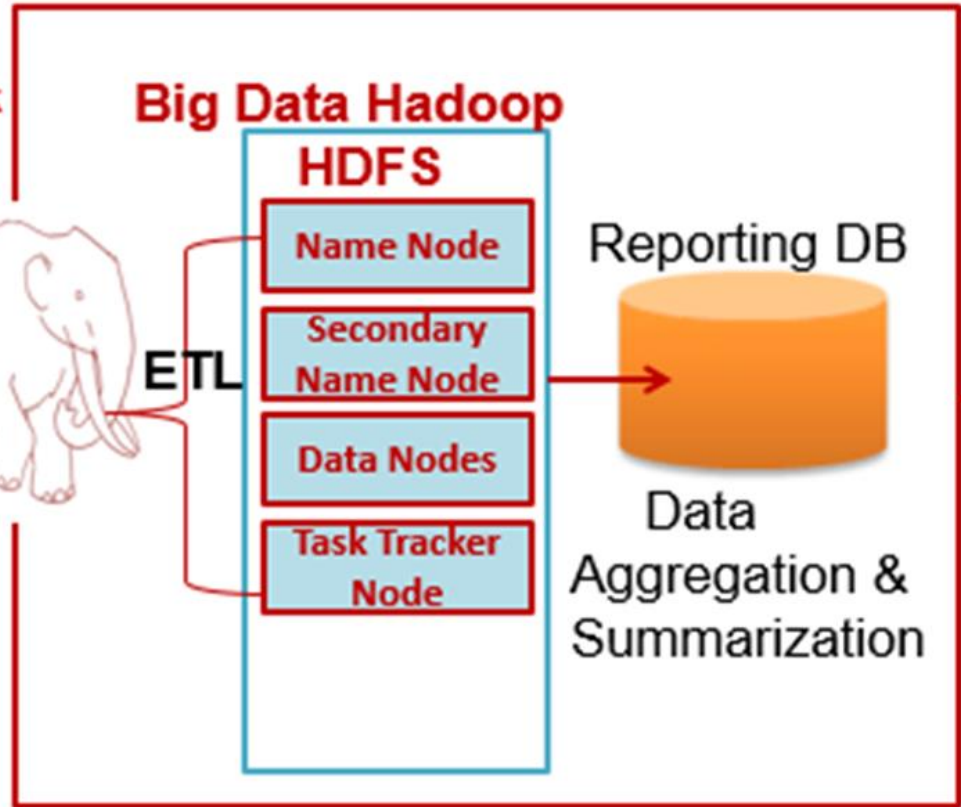 Big Data Hadoop
HDFS
Name Node
Secondary
Name Node
Data Nodes
Task Tracker
Node
ETL
Reporting DB
Data
Aggregation &
Summarization